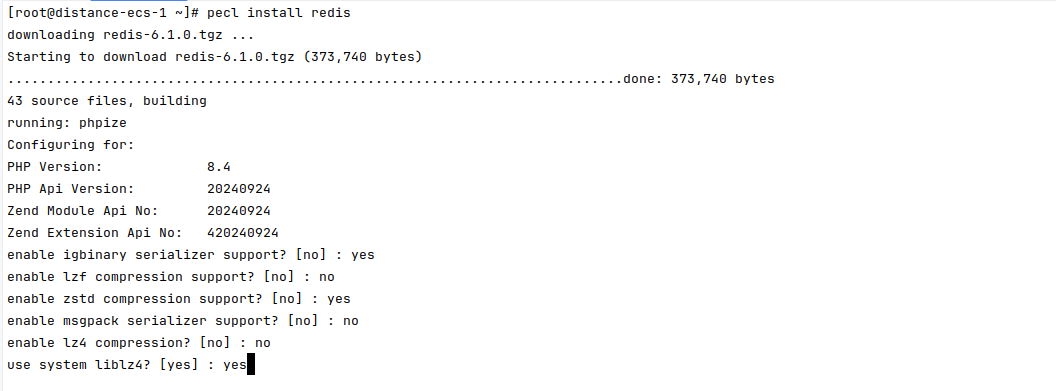 [root@distance-ecs-1 ~]# pecl install redis
downloading redis-6.1.0.tgz ...
Starting to download redis-6.1.0.tgz (373,740 bytes)
.............................................................................done: 373,740 bytes
43 source files, building
running: phpize
Configuring for:
PHP Version:             8.4
PHP Api Version:         20240924
Zend Module Api No:      20240924
Zend Extension Api No:   420240924
enable igbinary serializer support? [no] : yes
enable lzf compression support? [no] : no
enable zstd compression support? [no] : yes
enable msgpack serializer support? [no] : no
enable lz4 compression? [no] : no
use system liblz4? [yes] : yes